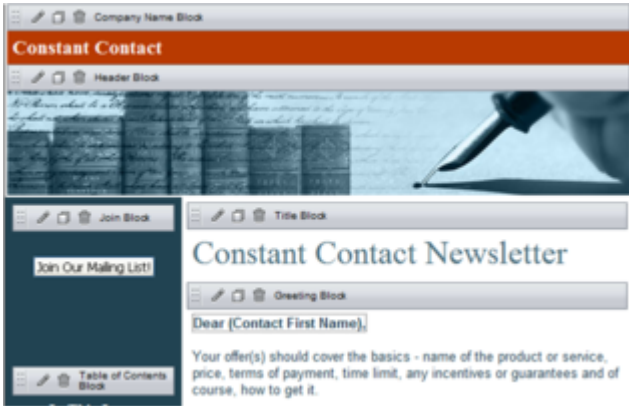 Company Name Block
Constant Contact
Header Block
Join Block
Title Block
Join Our Mailing List!
Constant Contact Newsletter
Greeting Block
Dear (Contact First Name),
Your offer(s) should cover the basics - name of the product or service,
price, terms of payment, time limit, any incentives or guarantees and of
course, how to get it.
Table of Contents
Block